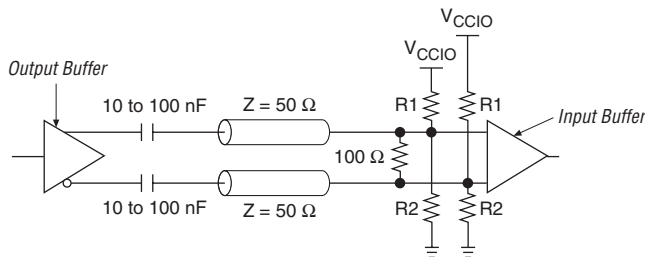 V_CCIO
V_CCIO
Output Buffer
10 to 100 nF
Z = 50 Ω
R1
R1
Input Buffer
100 Ω
10 to 100 nF
Z = 50 Ω
R2
R2